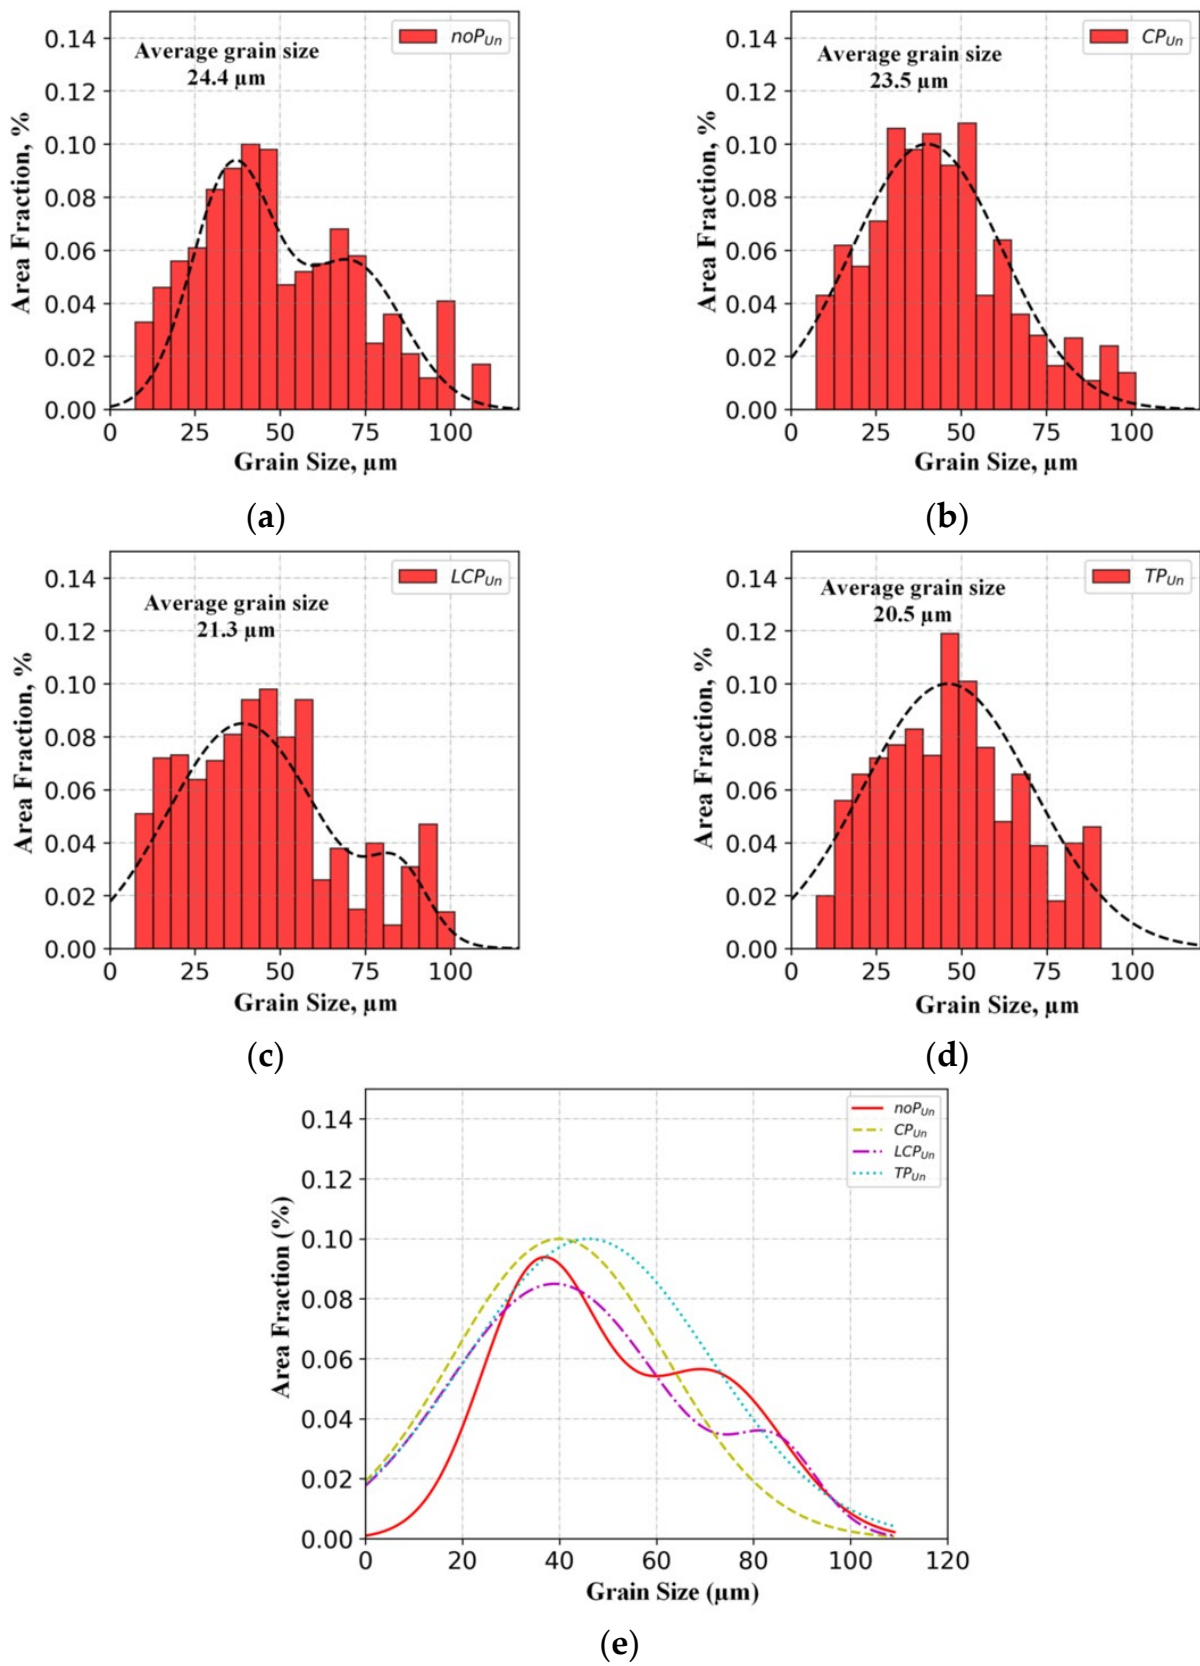 Average grain size
24.4 µm
noP_Un
0.14
0.12
0.10
0.08
0.06
0.04
0.02
0.00
Area Fraction, %
0 25 50 75 100
Grain Size, µm
(a)
Average grain size
23.5 µm
CP_Un
0.14
0.12
0.10
0.08
0.06
0.04
0.02
0.00
Area Fraction, %
0 25 50 75 100
Grain Size, µm
(b)
Average grain size
21.3 µm
LCP_Un
0.14
0.12
0.10
0.08
0.06
0.04
0.02
0.00
Area Fraction, %
0 25 50 75 100
Grain Size, µm
(c)
Average grain size
20.5 µm
TP_Un
0.14
0.12
0.10
0.08
0.06
0.04
0.02
0.00
Area Fraction, %
0 25 50 75 100
Grain Size, µm
(d)
noP_Un
CP_Un
LCP_Un
TP_Un
0.14
0.12
0.10
0.08
0.06
0.04
0.02
0.00
Area Fraction (%)
0 20 40 60 80 100 120
Grain Size (µm)
(e)